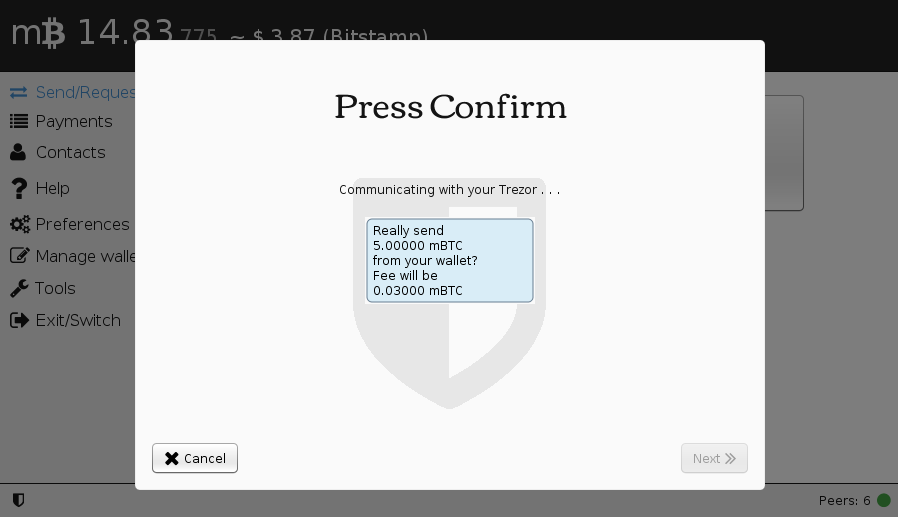 mɃ 14.83 775 ~ $ 3.87 (Bitstamp)
Send/Reques
Payments
Contacts
Help
Preferences
Manage walle
Tools
Exit/Switch
Press Confirm
Communicating with your Trezor . . .
Really send
5.00000 mBTC
from your wallet?
Fee will be
0.03000 mBTC
Cancel
Next
Peers: 6